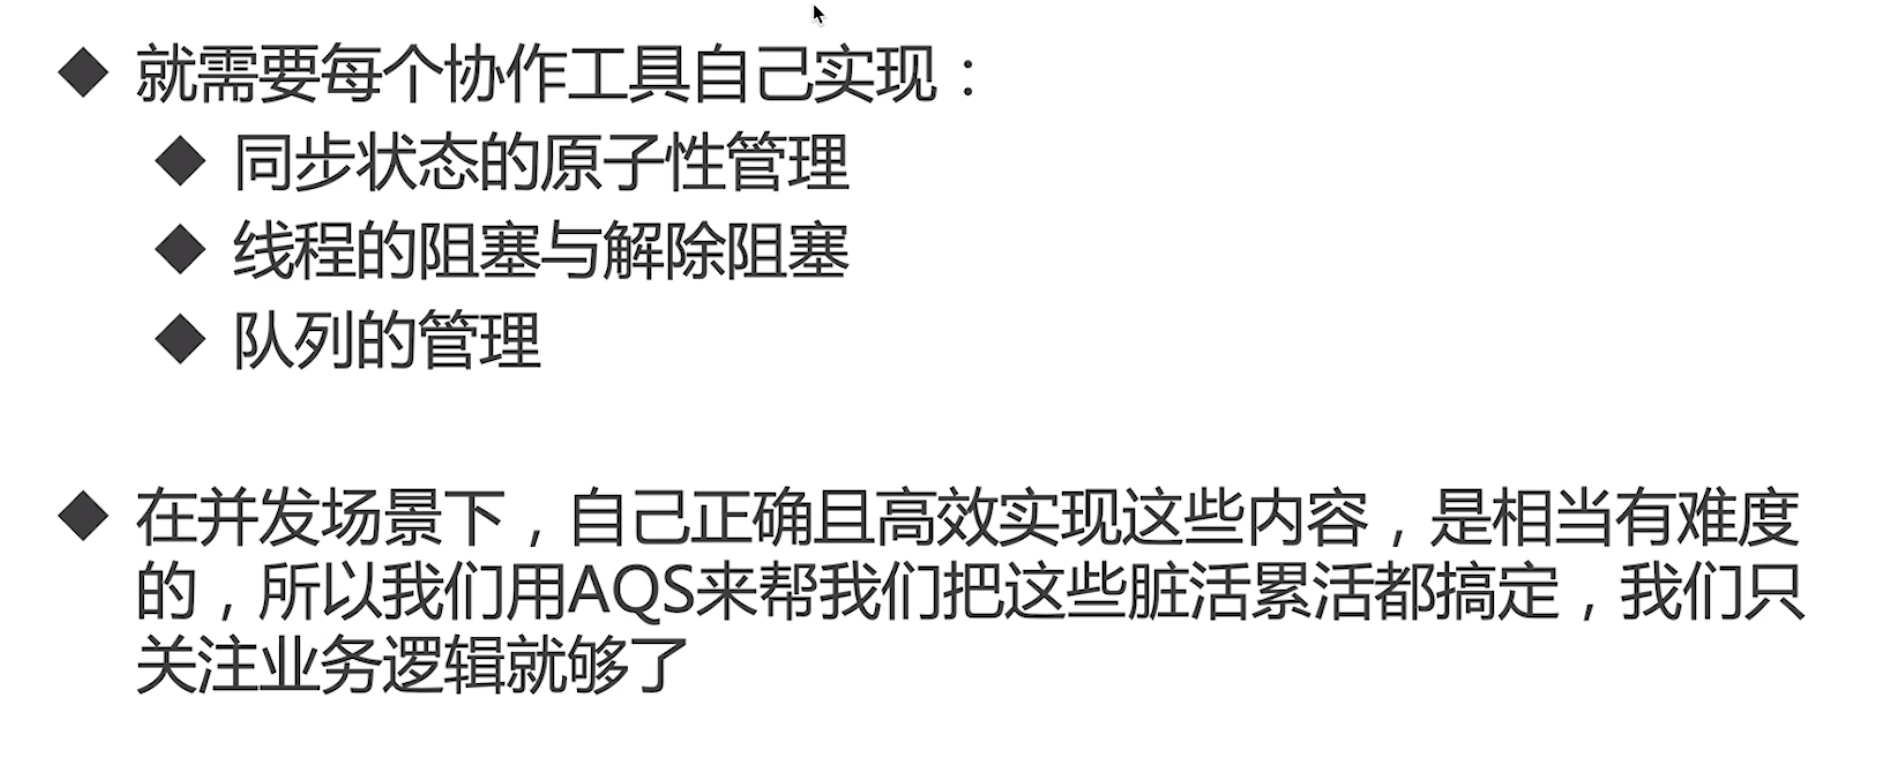 ◆ 就需要每个协作工具自己实现：
◆ 同步状态的原子性管理
◆ 线程的阻塞与解除阻塞
◆ 队列的管理
◆ 在并发场景下，自己正确且高效实现这些内容，是相当有难度
的，所以我们用AQS来帮我们把这些脏活累活都搞定，我们只
关注业务逻辑就够了